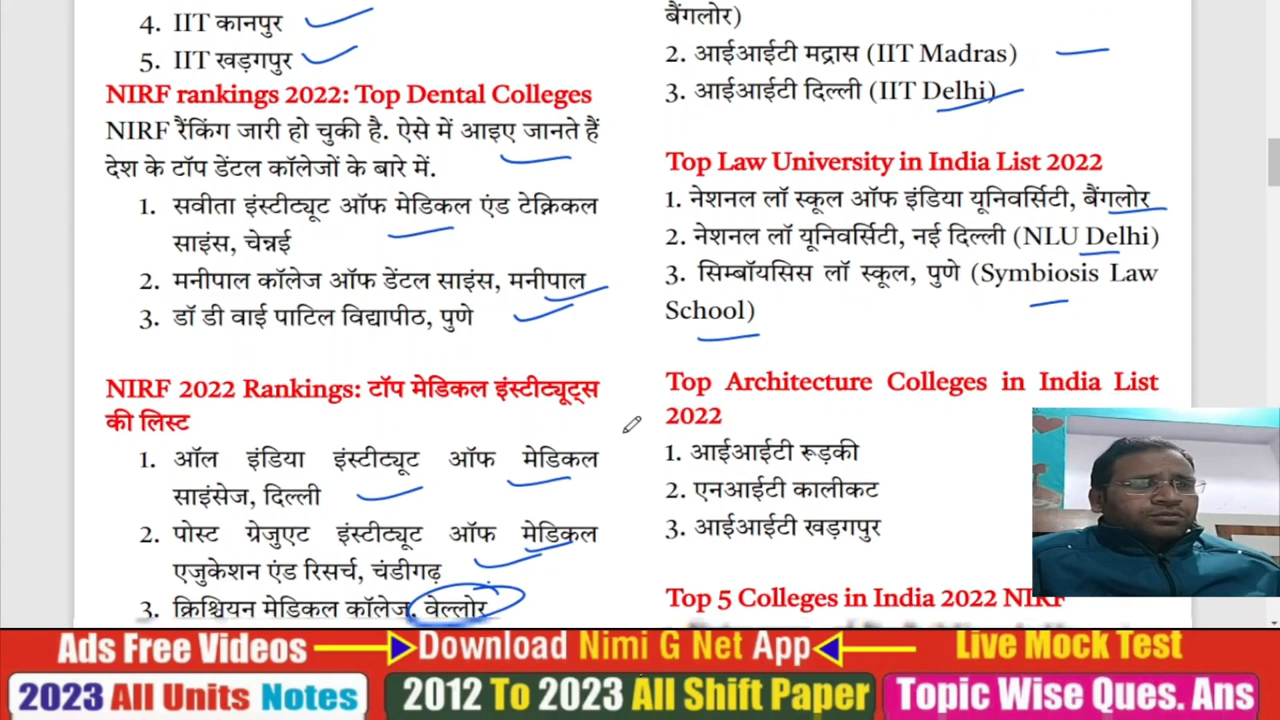 4. IIT कानपुर
5. IIT खड़गपुर
NIRF rankings 2022: Top Dental Colleges
NIRF रैंकिंग जारी हो चुकी है. ऐसे में आइए जानते हैं
देश के टॉप डेंटल कॉलेजों के बारे में.
1. सवीता इंस्टीट्यूट ऑफ मेडिकल एंड टेक्निकल
साइंस, चेन्नई
2. मनीपाल कॉलेज ऑफ डेंटल साइंस, मनीपाल
3. डॉ डी वाई पाटिल विद्यापीठ, पुणे
NIRF 2022 Rankings: टॉप मेडिकल इंस्टीट्यूट्स
की लिस्ट
1. ऑल इंडिया इंस्टीट्यूट ऑफ मेडिकल
साइंसेज, दिल्ली
2. पोस्ट ग्रेजुएट इंस्टीट्यूट ऑफ मेडिकल
एजुकेशन एंड रिसर्च, चंडीगढ़
3. क्रिश्चियन मेडिकल कॉलेज, वेल्लोर
बैंगलोर)
2. आईआईटी मद्रास (IIT Madras)
3. आईआईटी दिल्ली (IIT Delhi)
Top Law University in India List 2022
1. नेशनल लॉ स्कूल ऑफ इंडिया यूनिवर्सिटी, बैंगलोर
2. नेशनल लॉ यूनिवर्सिटी, नई दिल्ली (NLU Delhi)
3. सिम्बॉयसिस लॉ स्कूल, पुणे (Symbiosis Law
School)
Top Architecture Colleges in India List
2022
1. आईआईटी रूड़की
2. एनआईटी कालीकट
3. आईआईटी खड़गपुर
Top 5 Colleges in India 2022 NIRF
Ads Free Videos Download Nimi G Net App Live Mock Test
2023 All Units Notes 2012 To 2023 All Shift Paper Topic Wise Ques. Ans